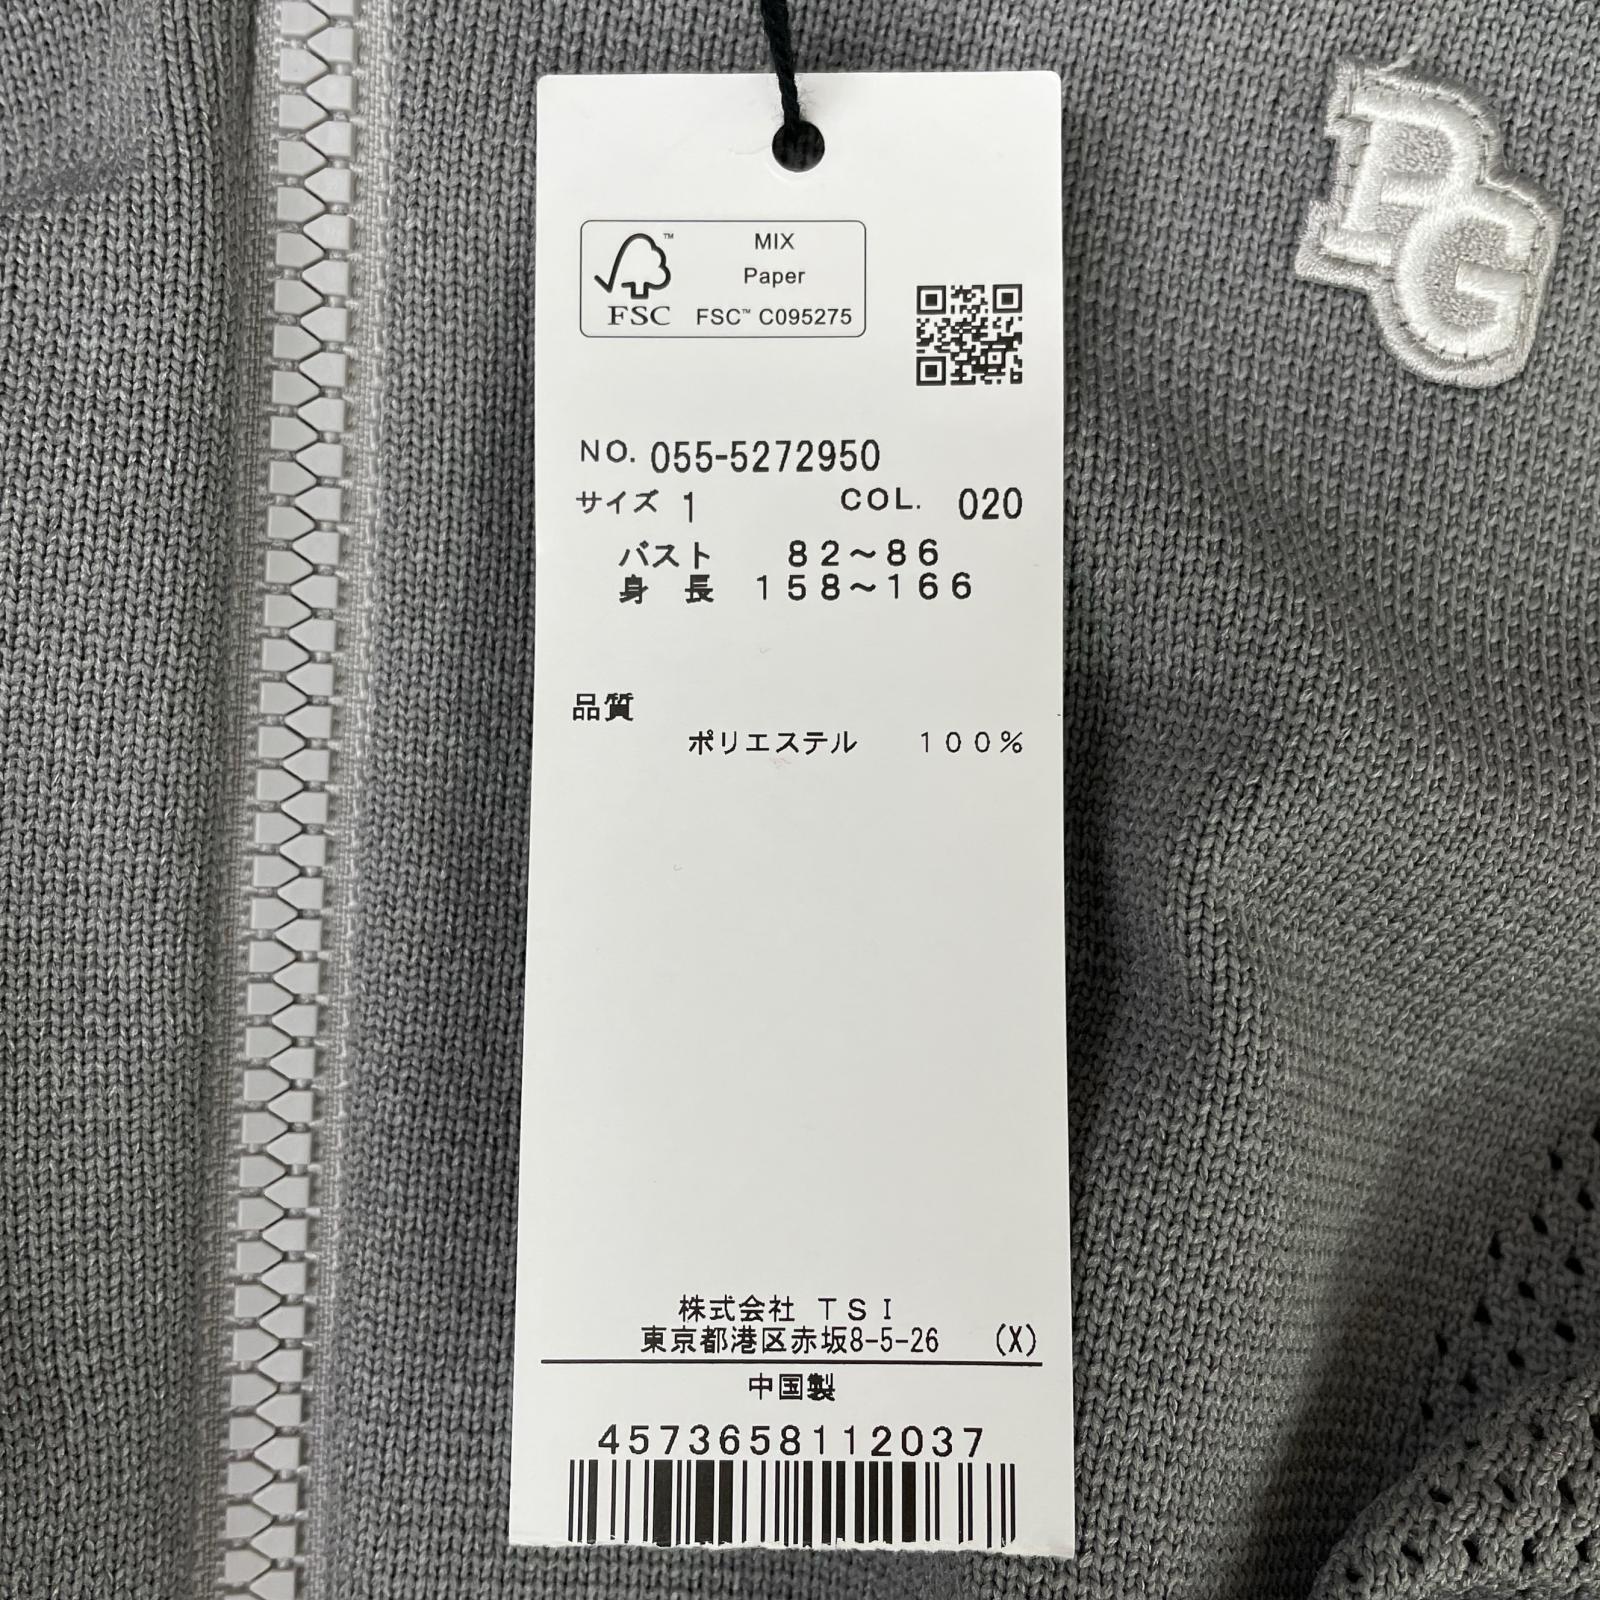 PG
MIX
Paper
FSC™ C095275
FSC
NO. 055-5272950
サイズ 1 COL. 020
バスト 82~86
身長 158~166
品質
ポリエステル 100%
株式会社 TSI
東京都港区赤坂8-5-26 (X)
中国製
4573658112037